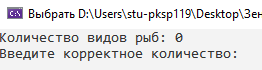 Выбрать D:\Users\stu-pksp119\Desktop\Зен
Количество видов рыб: 0
Введите корректное количество: